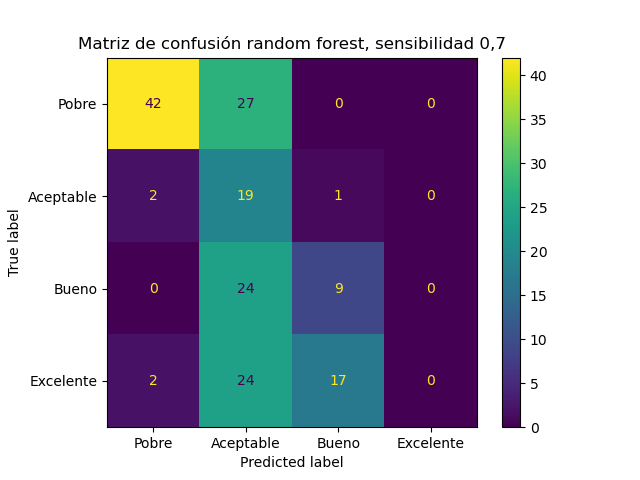 Matriz de confusión random forest, sensibilidad 0,7
Pobre 42 27 0 0
Aceptable 2 19 1 0
Bueno 0 24 9 0
Excelente 2 24 17 0
Pobre Aceptable Bueno Excelente
Predicted label
True label
40
35
30
25
20
15
10
5
0